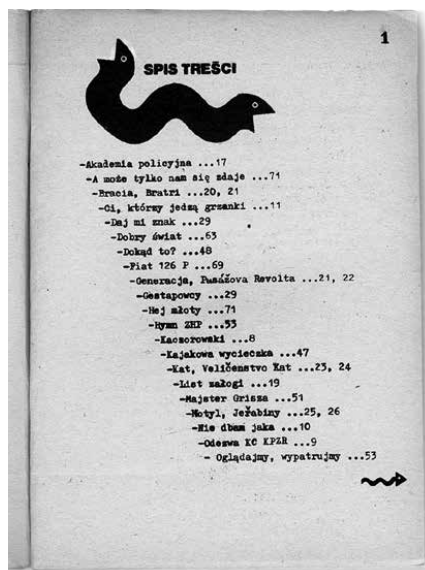 1
SPIS TREŚCI
-Akademia policyjna ...17
-A może tylko nam się zdaje ...71
-Bracia, Bratri ...20, 21
-Ci, którzy jedzą grzanki ...11
-Daj mi znak ...29
-Dobry świat ...63
-Dokąd to? ...48
-Fiat 126 P ...69
-Generacja, Pasážova Revolta ...21, 22
-Gestapowcy ...29
-Hej młoty ...71
-Hymn ZHP ...53
-Kaczorowski ...8
-Kajakowa wycieczka ...47
-Kat, Veličenstvo Kat ...23, 24
-List załogi ...19
-Majster Grisza ...51
-Motyl, Jeřabiny ...25, 26
-Nie dbam jaka ...10
-Odezwa KC KPZR ...9
- Oglądajmy, wypatrujmy ...53